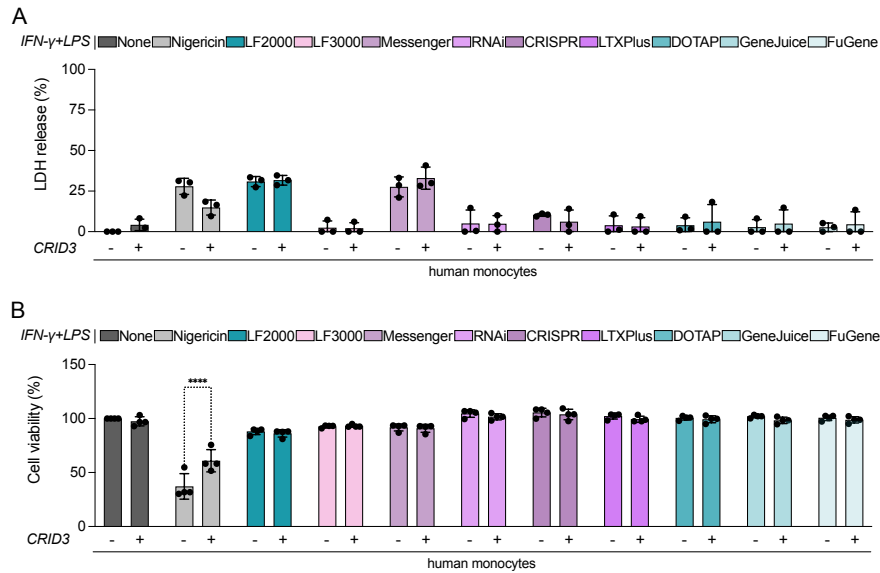 A
IFN-γ+LPS | None Nigericin LF2000 LF3000 Messenger RNAi CRISPR LTXPlus DOTAP GeneJuice FuGene
LDH release (%)
100
75
50
25
0
CRID3 - + - + - + - + - + - + - + - + - + - + - +
human monocytes
B
IFN-γ+LPS | None Nigericin LF2000 LF3000 Messenger RNAi CRISPR LTXPlus DOTAP GeneJuice FuGene
Cell viability (%)
150
100
50
0
****
CRID3 - + - + - + - + - + - + - + - + - + - + - +
human monocytes